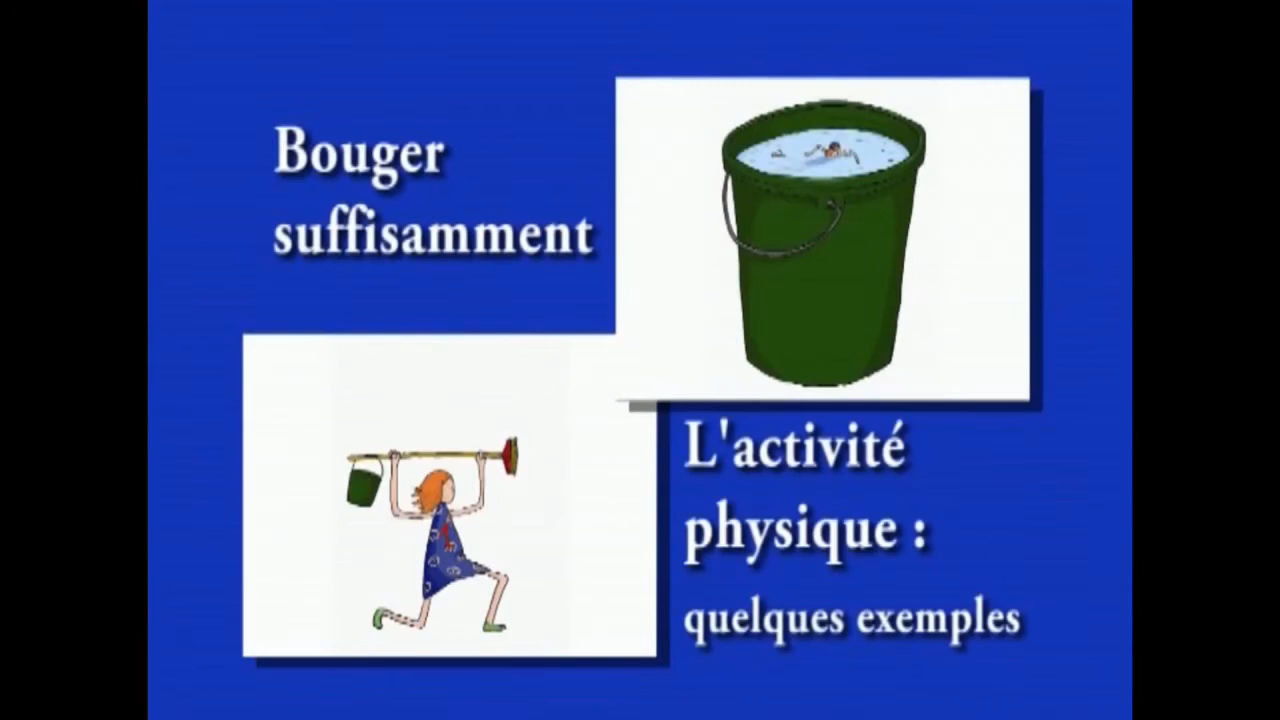 Bouger
suffisamment
L'activité
physique :
quelques exemples